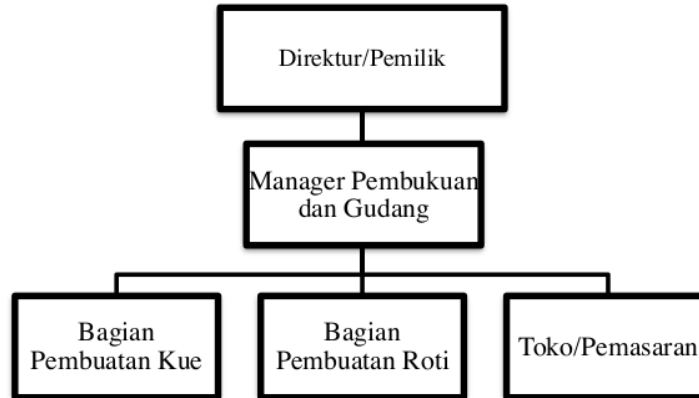 Direktur/Pemilik
Manager Pembukuan
dan Gudang
Bagian
Pembuatan Kue
Bagian
Pembuatan Roti
Toko/Pemasaran